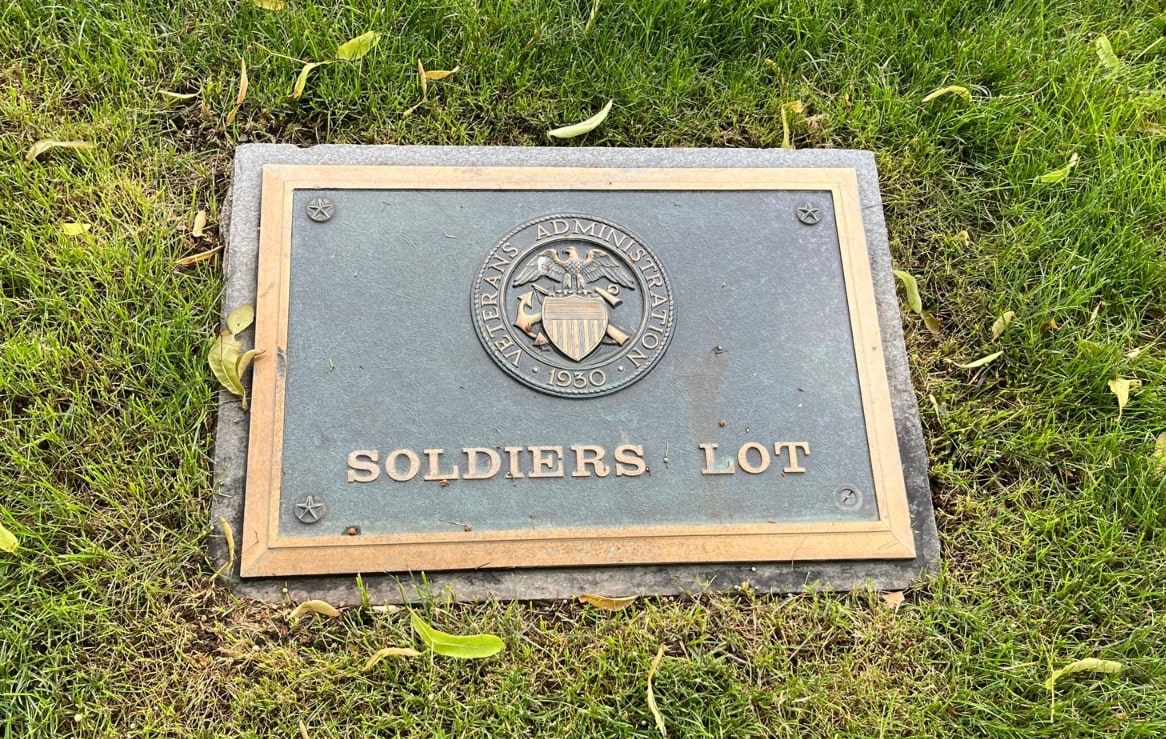 VETERANS ADMINISTRATION
· 1930 ·
SOLDIERS LOT